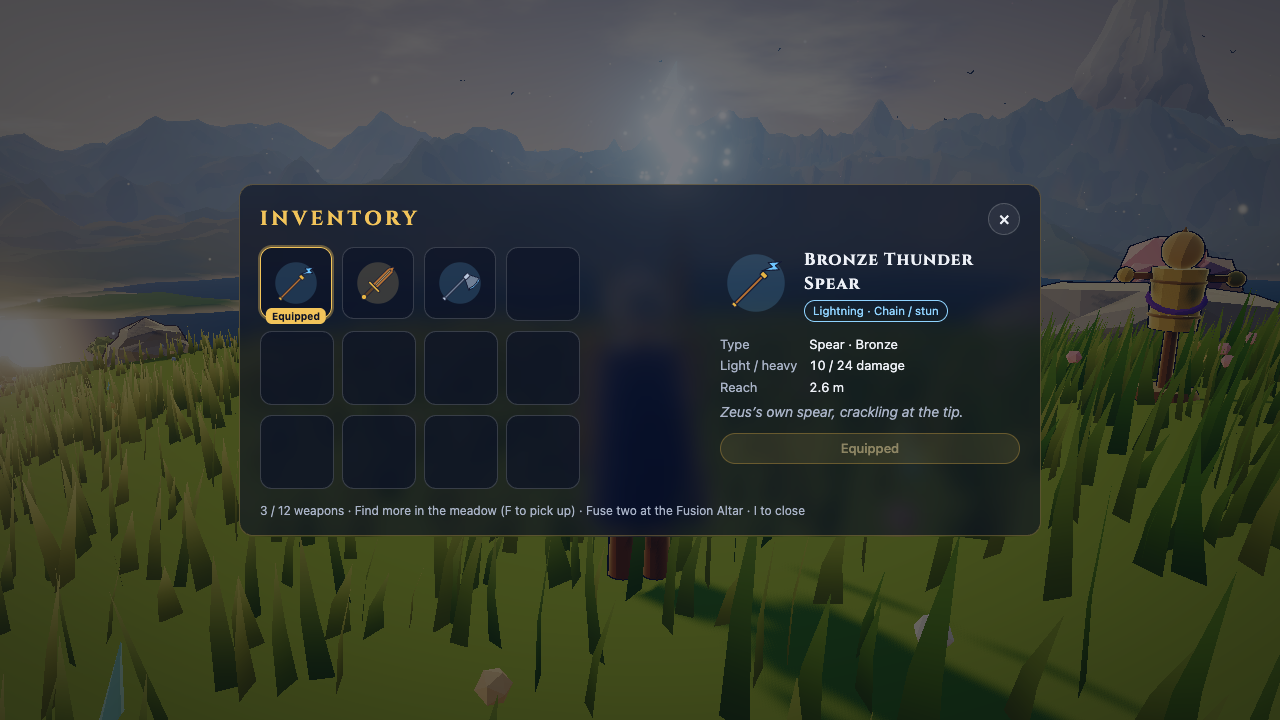 INVENTORY
×
Equipped
Bronze Thunder
Spear
Lightning · Chain / stun
Type Spear · Bronze
Light / heavy 10 / 24 damage
Reach 2.6 m
Zeus's own spear, crackling at the tip.
Equipped
3 / 12 weapons · Find more in the meadow (F to pick up) · Fuse two at the Fusion Altar · I to close